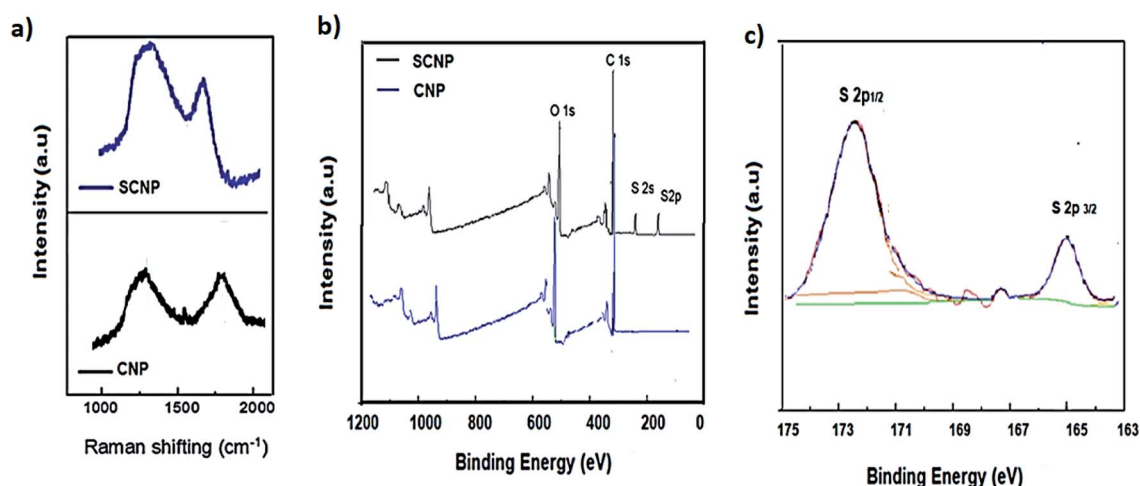 a)
Intensity (a.u)
SCNP
CNP
1000 1500 2000
Raman shifting (cm⁻¹)
b)
Intensity (a.u)
SCNP
CNP
C 1s
O 1s
S 2s
S2p
1200 1000 800 600 400 200 0
Binding Energy (eV)
c)
Intensity (a.u)
S 2p1/2
S 2p 3/2
175 173 171 169 167 165 163
Binding Energy (eV)